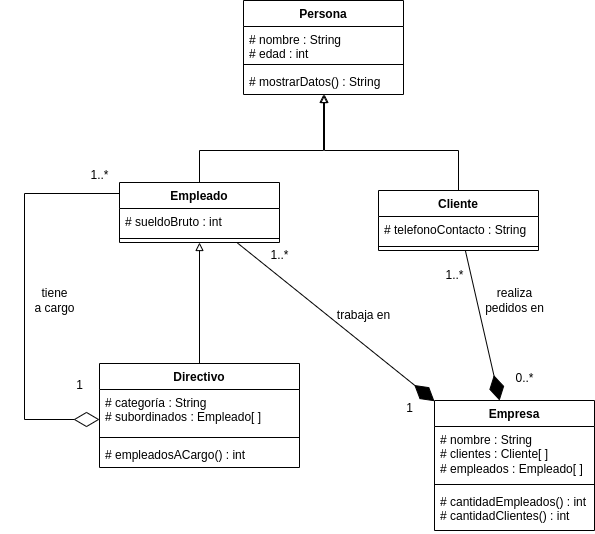 Persona
# nombre : String
# edad : int
# mostrarDatos() : String
1..*
Empleado
# sueldoBruto : int
Cliente
# telefonoContacto : String
1..*
1..*
tiene
a cargo
trabaja en
realiza
pedidos en
1
Directivo
# categoría : String
# subordinados : Empleado[ ]
# empleadosACargo() : int
0..*
1
Empresa
# nombre : String
# clientes : Cliente[ ]
# empleados : Empleado[ ]
# cantidadEmpleados() : int
# cantidadClientes() : int